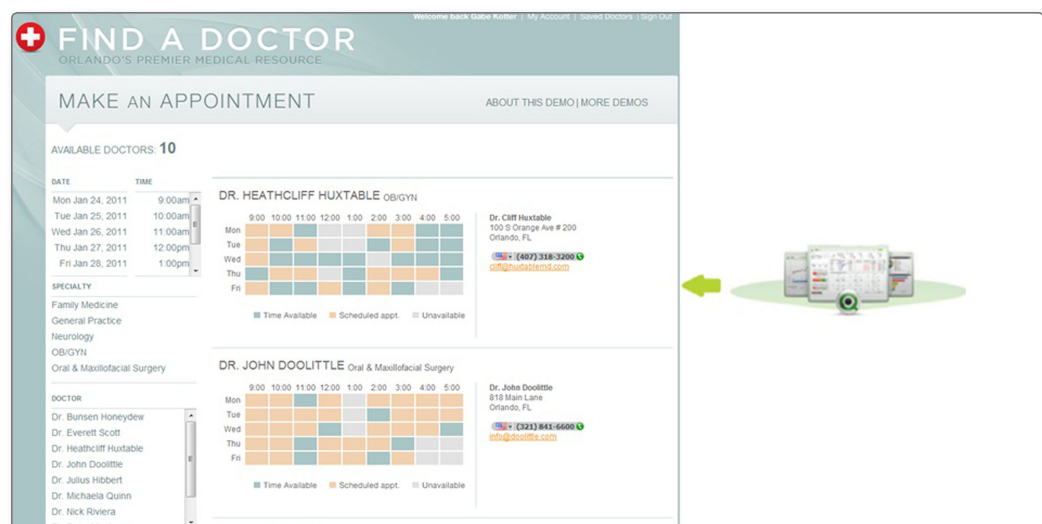 Welcome back Gabe Kotter | My Account | Saved Doctors | Sign Out
FIND A DOCTOR
ORLANDO'S PREMIER MEDICAL RESOURCE
MAKE AN APPOINTMENT
ABOUT THIS DEMO | MORE DEMOS
AVAILABLE DOCTORS: 10
DATE TIME
Mon Jan 24, 2011 9:00am
Tue Jan 25, 2011 10:00am
Wed Jan 26, 2011 11:00am
Thu Jan 27, 2011 12:00pm
Fri Jan 28, 2011 1:00pm
SPECIALTY
Family Medicine
General Practice
Neurology
OB/GYN
Oral & Maxillofacial Surgery
DOCTOR
Dr. Bunsen Honeydew
Dr. Everett Scott
Dr. Heathcliff Huxtable
Dr. John Doolittle
Dr. Julius Hibbert
Dr. Michaela Quinn
Dr. Nick Riviera
DR. HEATHCLIFF HUXTABLE OB/GYN
9:00 10:00 11:00 12:00 1:00 2:00 3:00 4:00 5:00
Mon
Tue
Wed
Thu
Fri
Time Available Scheduled appt. Unavailable
Dr. Cliff Huxtable
100 S Orange Ave # 200
Orlando, FL
(407) 318-3200
cliff@huxtablemd.com
DR. JOHN DOOLITTLE Oral & Maxillofacial Surgery
9:00 10:00 11:00 12:00 1:00 2:00 3:00 4:00 5:00
Mon
Tue
Wed
Thu
Fri
Time Available Scheduled appt. Unavailable
Dr. John Doolittle
818 Main Lane
Orlando, FL
(321) 841-6600
info@doolittle.com